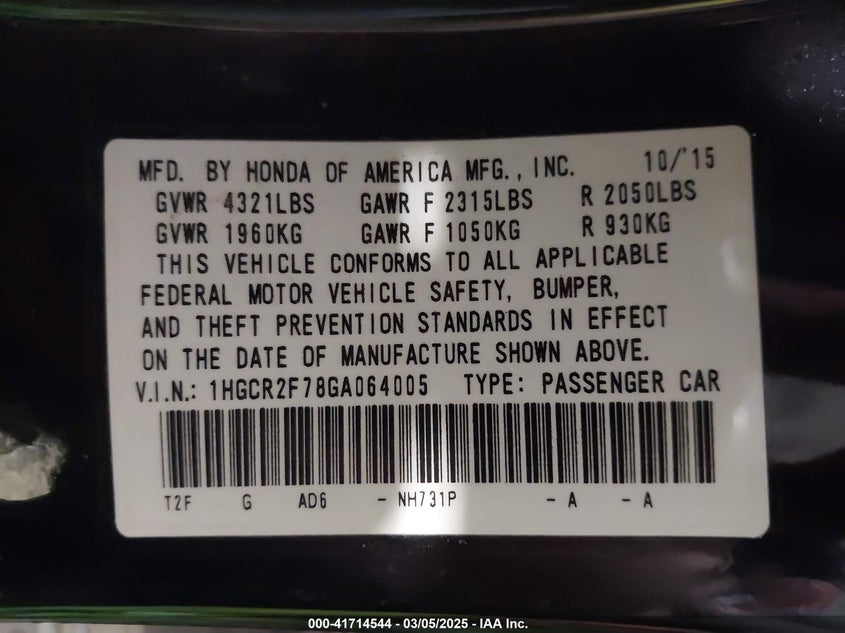 MFD. BY HONDA OF AMERICA MFG., INC. 10/'15
GVWR 4321LBS GAWR F 2315LBS R 2050LBS
GVWR 1960KG GAWR F 1050KG R 930KG
THIS VEHICLE CONFORMS TO ALL APPLICABLE
FEDERAL MOTOR VEHICLE SAFETY, BUMPER,
AND THEFT PREVENTION STANDARDS IN EFFECT
ON THE DATE OF MANUFACTURE SHOWN ABOVE.
V.I.N.: 1HGCR2F78GA064005 TYPE: PASSENGER CAR
T2F G AD6 - NH731P - A - A
000-41714544 - 03/05/2025 - IAA Inc.